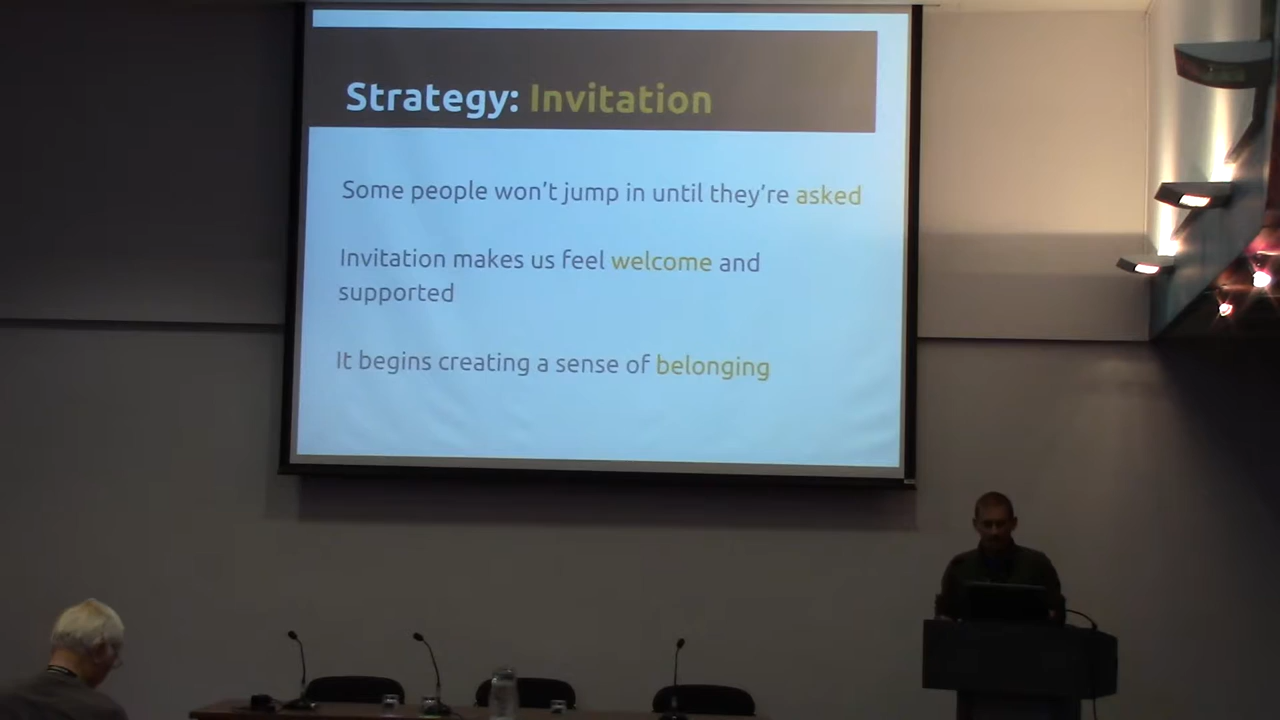 Strategy: Invitation
Some people won't jump in until they're asked
Invitation makes us feel welcome and
supported
It begins creating a sense of belonging